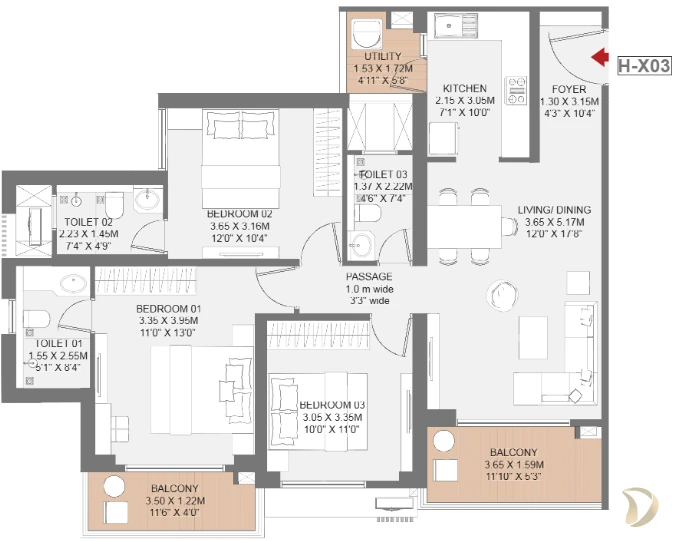 UTILITY
1.53 X 1.72M
4'11" X 5'8"
KITCHEN
2.15 X 3.05M
7'1" X 10'0"
FOYER
1.30 X 3.15M
4'3" X 10'4"
H-X03
TOILET 03
1.37 X 2.22M
4'6" X 7'4"
BEDROOM 02
3.65 X 3.16M
12'0" X 10'4"
TOILET 02
2.23 X 1.45M
7'4" X 4'9"
LIVING/ DINING
3.65 X 5.17M
12'0" X 17'8"
PASSAGE
1.0 m wide
3'3" wide
BEDROOM 01
3.35 X 3.95M
11'0" X 13'0"
TOILET 01
1.55 X 2.55M
5'1" X 8'4"
BEDROOM 03
3.05 X 3.35M
10'0" X 11'0"
BALCONY
3.65 X 1.59M
11'10" X 5'3"
BALCONY
3.50 X 1.22M
11'6" X 4'0"